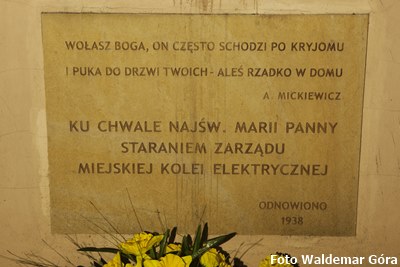 WOŁASZ BOGA, ON CZĘSTO SCHODZI PO KRYJOMU
I PUKA DO DRZWI TWOICH - ALEŚ RZADKO W DOMU
A. MICKIEWICZ
KU CHWALE NAJŚW. MARII PANNY
STARANIEM ZARZĄDU
MIEJSKIEJ KOLEI ELEKTRYCZNEJ
ODNOWIONO
1938
Foto Waldemar Góra